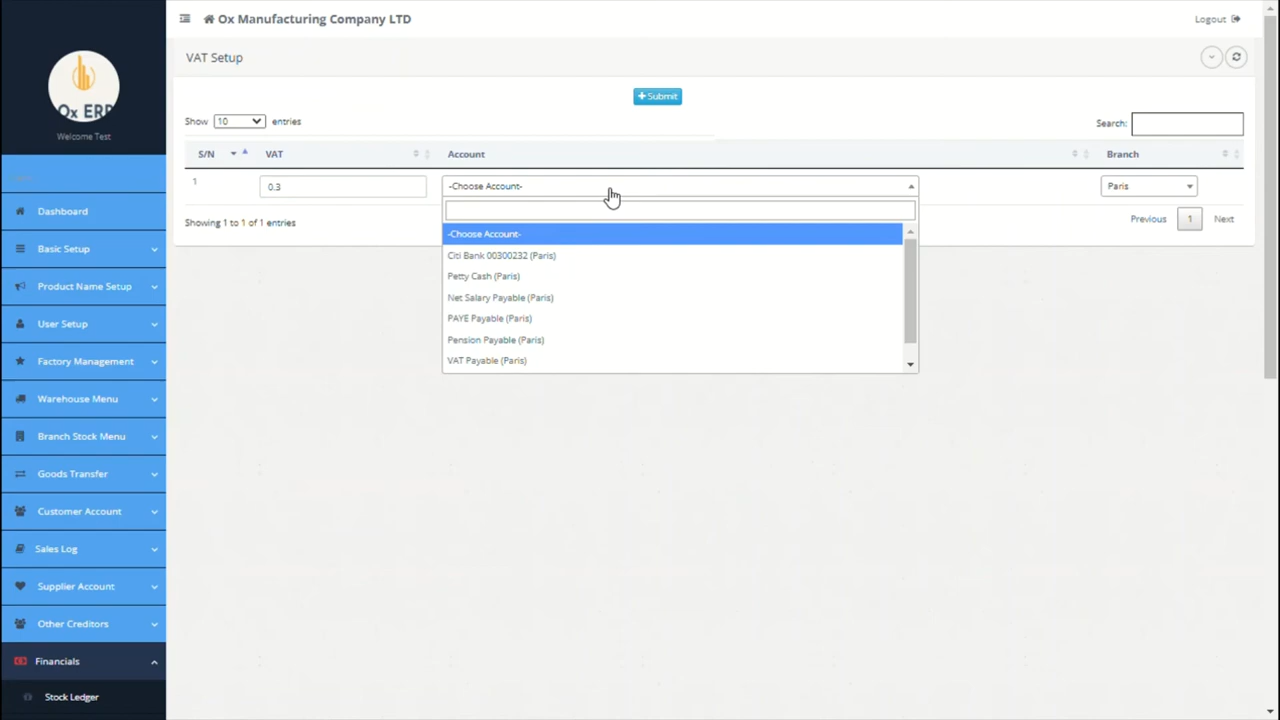 Ox Manufacturing Company LTD
Logout
Ox ERP
Welcome Test
Dashboard
Basic Setup
Product Name Setup
User Setup
Factory Management
Warehouse Menu
Branch Stock Menu
Goods Transfer
Customer Account
Sales Log
Supplier Account
Other Creditors
Financials
Stock Ledger
VAT Setup
+Submit
Show 10 entries
Search:
S/N VAT Account Branch
1 0.3 -Choose Account- Paris
-Choose Account-
Citi Bank 00300232 (Paris)
Petty Cash (Paris)
Net Salary Payable (Paris)
PAYE Payable (Paris)
Pension Payable (Paris)
VAT Payable (Paris)
Showing 1 to 1 of 1 entries
Previous 1 Next